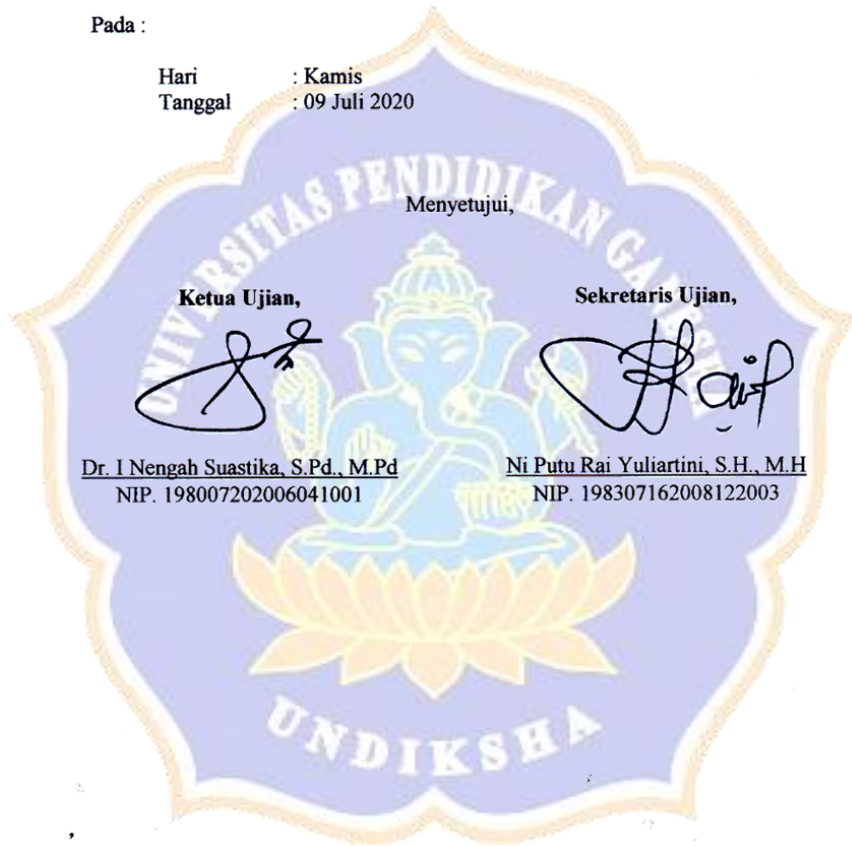 Pada :
Hari : Kamis
Tanggal : 09 Juli 2020
UNIVERSITAS PENDIDIKAN GANESHA
Menyetujui,
Ketua Ujian, Sekretaris Ujian,
Dr. I Nengah Suastika, S.Pd., M.Pd Ni Putu Rai Yuliartini, S.H., M.H
NIP. 198007202006041001 NIP. 198307162008122003
UNDIKSHA